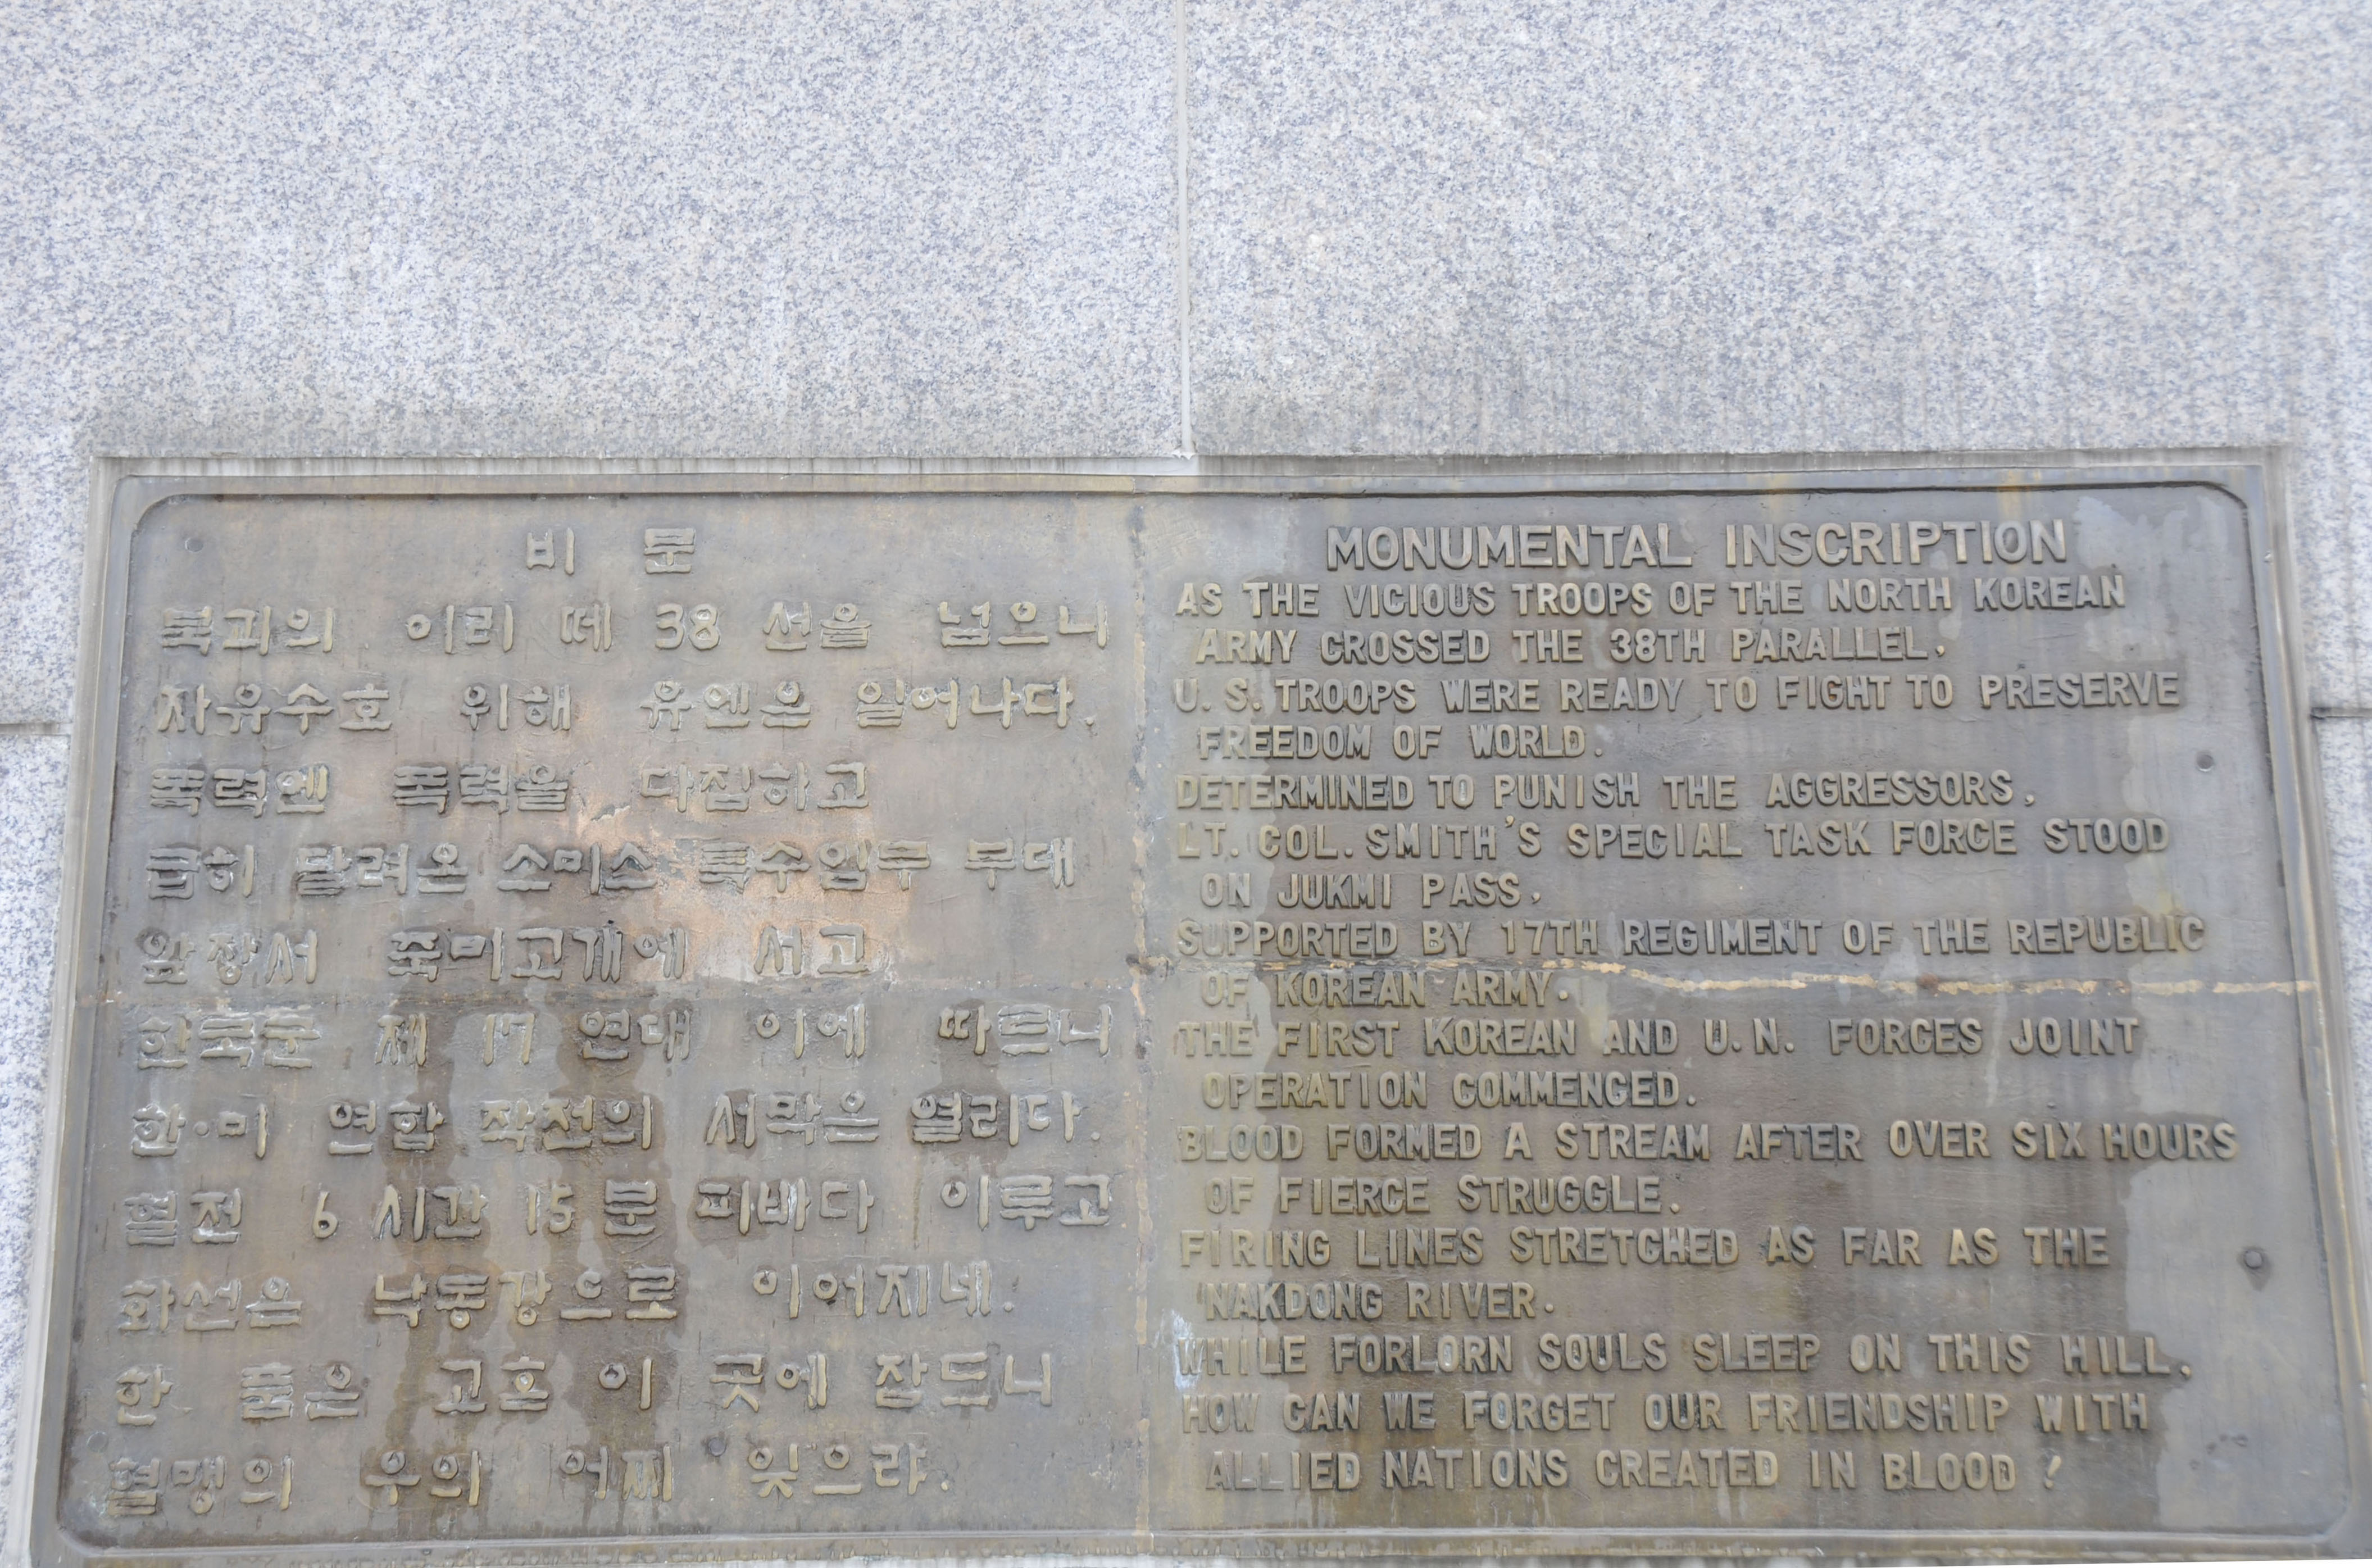 비 문
북괴의 이리 떼 38 선을 넘으니
자유수호 위해 유엔은 일어나다.
폭력엔 폭력을 다짐하고
급히 달려온 스미스 특수임무 부대
앞장서 죽미고개에 서고
한국군 제 17 연대 이에 따르니
한·미 연합 작전의 서막은 열리다.
혈전 6 시간 15 분 피바다 이루고
화선은 낙동강으로 이어지네.
한 품은 고혼 이 곳에 잠드니
혈맹의 우의 어찌 잊으랴.
MONUMENTAL INSCRIPTION
AS THE VICIOUS TROOPS OF THE NORTH KOREAN
ARMY CROSSED THE 38TH PARALLEL,
U.S. TROOPS WERE READY TO FIGHT TO PRESERVE
FREEDOM OF WORLD.
DETERMINED TO PUNISH THE AGGRESSORS,
LT. COL. SMITH'S SPECIAL TASK FORCE STOOD
ON JUKMI PASS,
SUPPORTED BY 17TH REGIMENT OF THE REPUBLIC
OF KOREAN ARMY.
THE FIRST KOREAN AND U.N. FORCES JOINT
OPERATION COMMENCED.
BLOOD FORMED A STREAM AFTER OVER SIX HOURS
OF FIERCE STRUGGLE.
FIRING LINES STRETCHED AS FAR AS THE
NAKDONG RIVER.
WHILE FORLORN SOULS SLEEP ON THIS HILL,
HOW CAN WE FORGET OUR FRIENDSHIP WITH
ALLIED NATIONS CREATED IN BLOOD !